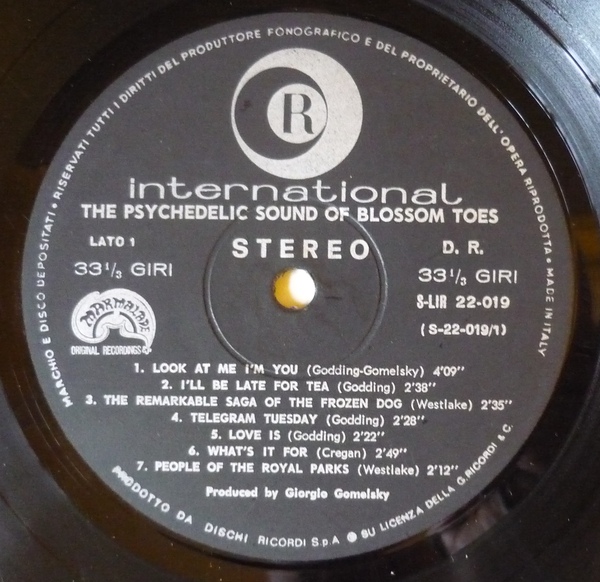 MARCHIO E DISCO DEPOSITATI • RISERVATI TUTTI I DIRITTI DEL PRODUTTORE FONOGRAFICO E DEL PROPRIETARIO DELL'OPERA RIPRODOTTA • MADE IN ITALY
R
international
THE PSYCHEDELIC SOUND OF BLOSSOM TOES
LATO 1
STEREO
D. R.
33 1/3 GIRI
33 1/3 GIRI
S-LIR 22-019
(S-22-019/1)
MARMALADE
ORIGINAL RECORDINGS
1. LOOK AT ME I'M YOU (Godding-Gomelsky) 4'09"
2. I'LL BE LATE FOR TEA (Godding) 2'38"
3. THE REMARKABLE SAGA OF THE FROZEN DOG (Westlake) 2'35"
4. TELEGRAM TUESDAY (Godding) 2'28"
5. LOVE IS (Godding) 2'22"
6. WHAT'S IT FOR (Cregan) 2'49"
7. PEOPLE OF THE ROYAL PARKS (Westlake) 2'12"
Produced by Giorgio Gomelsky
PRODOTTO DA DISCHI RICORDI S.p.A ● SU LICENZA DELLA G. RICORDI & C.